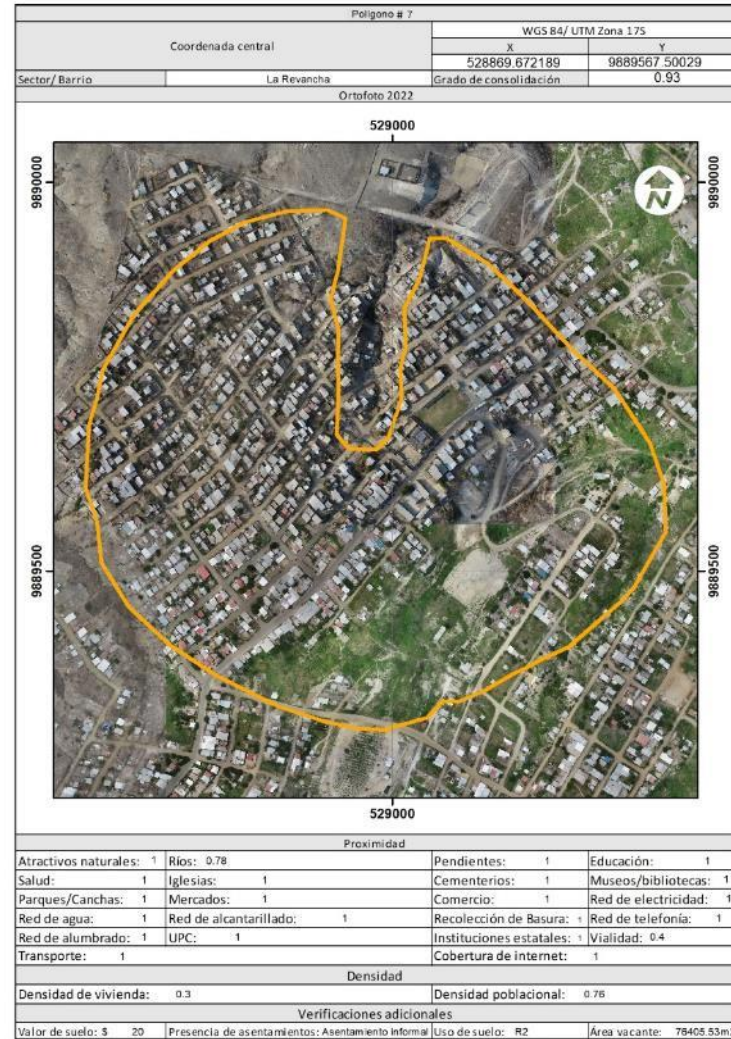 Polígono # 7
Coordenada central
WGS 84/ UTM Zona 17S
X Y
528869.672189 9889567.50029
Sector/ Barrio La Revancha Grado de consolidación 0.93
Ortofoto 2022
529000
9890000 9890000
N
9889500 9889500
529000
Proximidad
Atractivos naturales: 1 Ríos: 0.78 Pendientes: 1 Educación: 1
Salud: 1 Iglesias: 1 Cementerios: 1 Museos/bibliotecas: 1
Parques/Canchas: 1 Mercados: 1 Comercio: 1 Red de electricidad: 1
Red de agua: 1 Red de alcantarillado: 1 Recolección de Basura: 1 Red de telefonía: 1
Red de alumbrado: 1 UPC: 1 Instituciones estatales: 1 Vialidad: 0.4
Transporte: 1 Cobertura de internet: 1
Densidad
Densidad de vivienda: 0.3 Densidad poblacional: 0.76
Verificaciones adicionales
Valor de suelo: $ 20 Presencia de asentamientos: Asentamiento Informal Uso de suelo: R2 Área vacante: 76405.53m